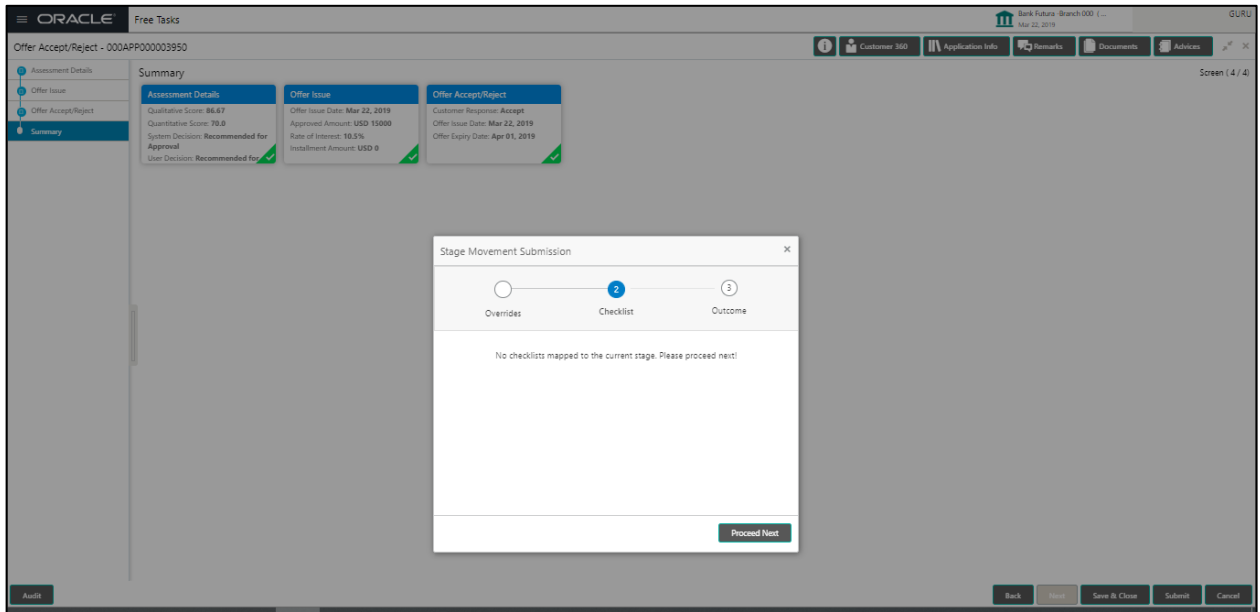 ORACLE
Free Tasks
Bank Futura -Branch 000 ( ...
Mar 22, 2019
GURU
Offer Accept/Reject - 000APP000003950
Customer 360
Application Info
Remarks
Documents
Advices
Assessment Details
Offer Issue
Offer Accept/Reject
Summary
Summary
Screen ( 4 / 4)
Assessment Details
Qualitative Score: 86.67
Quantitative Score: 70.0
System Decision: Recommended for
Approval
User Decision: Recommended for
Offer Issue
Offer Issue Date: Mar 22, 2019
Approved Amount: USD 15000
Rate of Interest: 10.5%
Installment Amount: USD 0
Offer Accept/Reject
Customer Response: Accept
Offer Issue Date: Mar 22, 2019
Offer Expiry Date: Apr 01, 2019
Stage Movement Submission
2
3
Overrides
Checklist
Outcome
No checklists mapped to the current stage. Please proceed next!
Proceed Next
Audit
Back
Next
Save & Close
Submit
Cancel